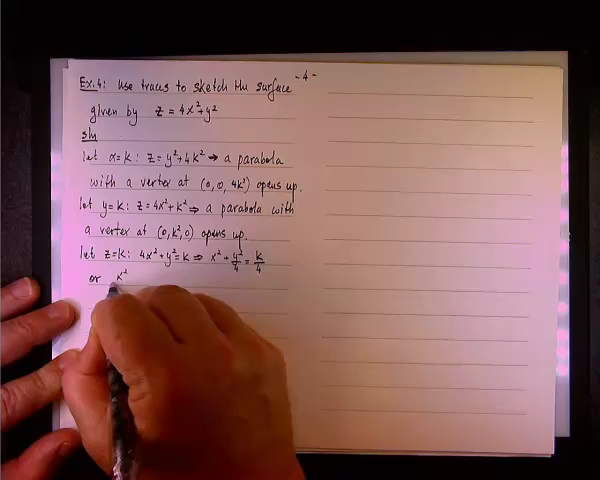 -4-
Ex.4: Use traces to sketch the surface
given by z = 4x²+y²
sln
let x=k: z=y²+4k² → a parabola
with a vertex at (0,0,4k²) opens up.
let y=k: z=4x²+k² ⇒ a parabola with
a vertex at (0,k²,0) opens up.
let z=k: 4x²+y²=k ⇒ x²+y²/4=k/4
or x²